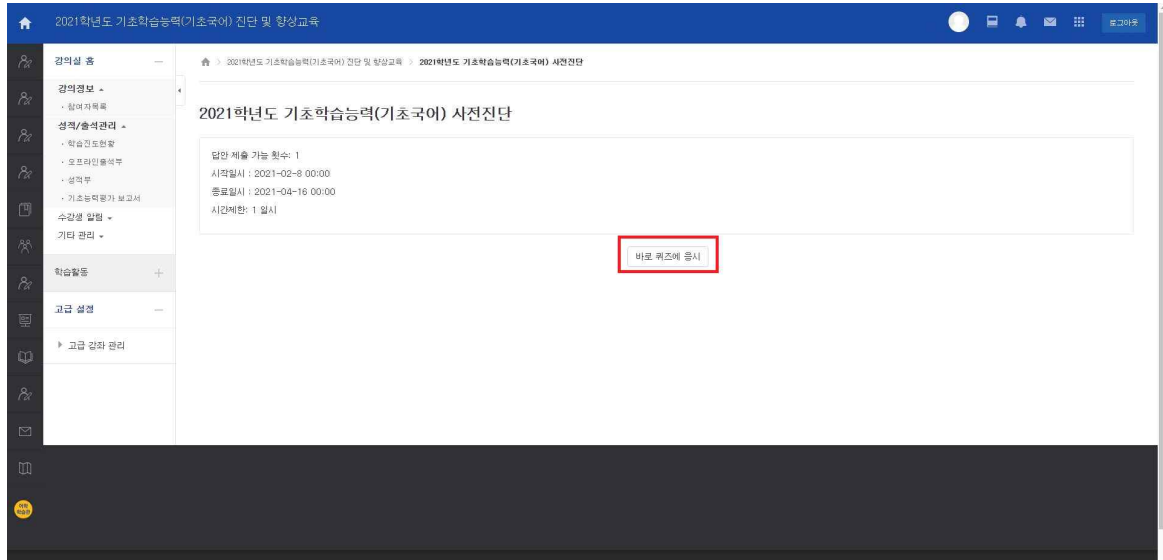 2021학년도 기초학습능력(기초국어) 진단 및 향상교육
로그아웃
강의실 홈
강의정보
· 참여자목록
성적/출석관리
· 학습진도현황
· 오프라인출석부
· 성적부
· 기초능력평가 보고서
수강생 알림
기타 관리
학습활동
고급 설정
고급 강좌 관리
2021학년도 기초학습능력(기초국어) 진단 및 향상교육 > 2021학년도 기초학습능력(기초국어) 사전진단
2021학년도 기초학습능력(기초국어) 사전진단
답안 제출 가능 횟수: 1
시작일시 : 2021-02-8 00:00
종료일시 : 2021-04-16 00:00
시간제한: 1 일시
바로 퀴즈에 응시
어학
학습관